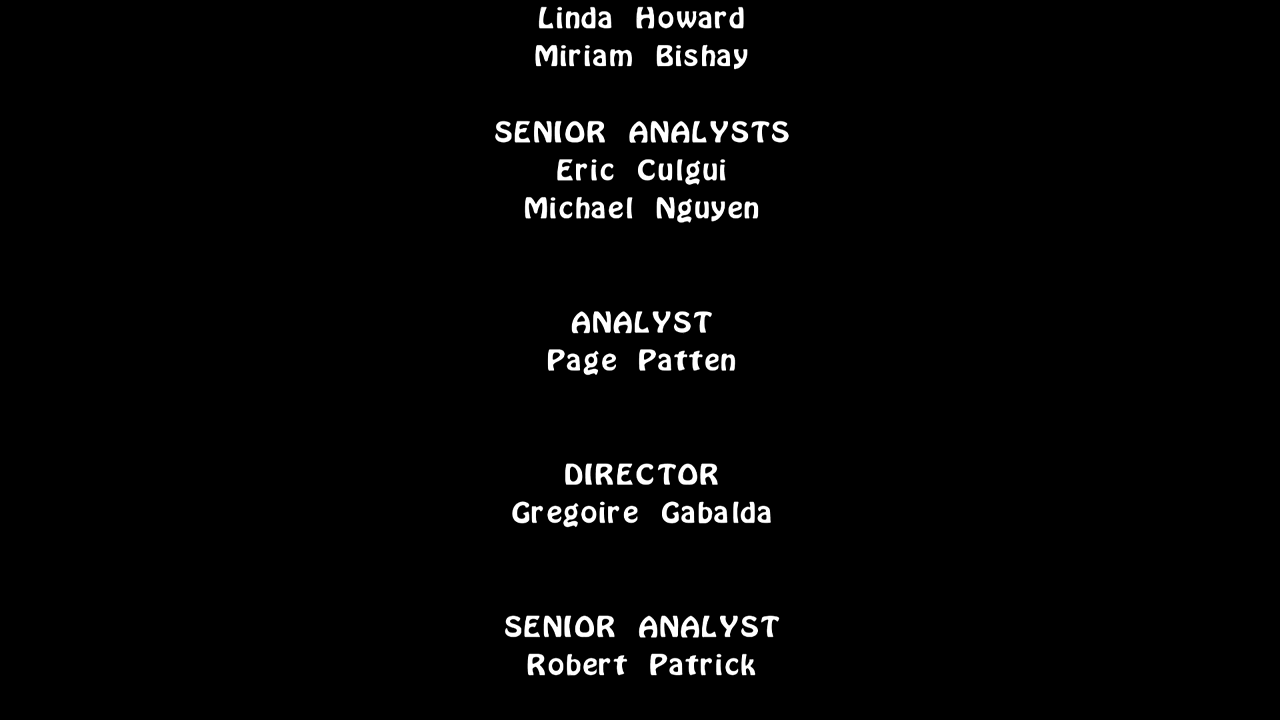 Linda Howard
Miriam Bishay
SENIOR ANALYSTS
Eric Culgui
Michael Nguyen
ANALYST
Page Patten
DIRECTOR
Gregoire Gabalda
SENIOR ANALYST
Robert Patrick